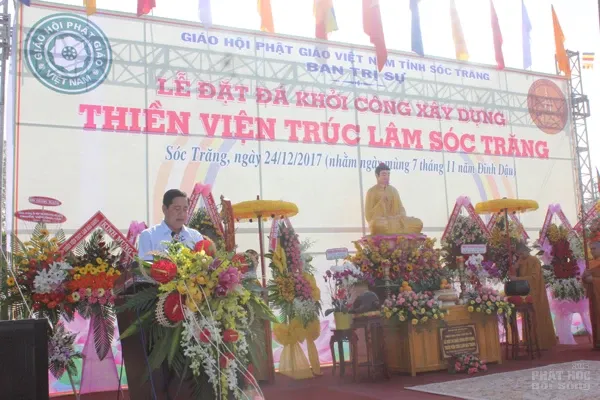 GIÁO HỘI PHẬT GIÁO VIỆT NAM
GIÁO HỘI PHẬT GIÁO VIỆT NAM TỈNH SÓC TRĂNG
BAN TRỊ SỰ
LỄ ĐẶT ĐÁ KHỞI CÔNG XÂY DỰNG
THIỀN VIỆN TRÚC LÂM SÓC TRĂNG
Sóc Trăng, ngày 24/12/2017 (nhằm ngày mùng 7 tháng 11 năm Đinh Dậu)
PHẬT HỌC
Đời Sống